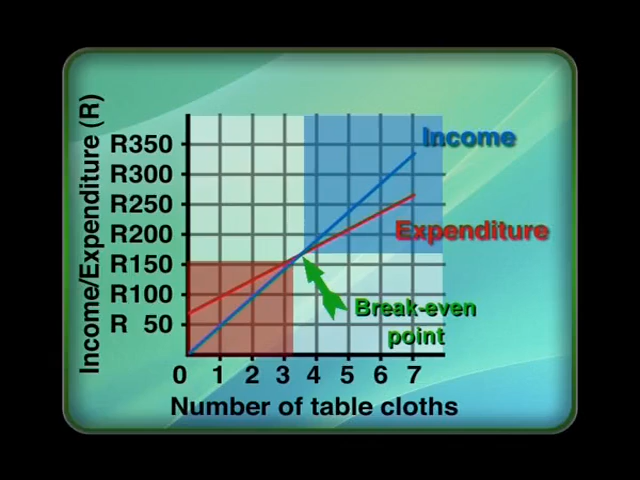 Income/Expenditure (R)
R350
R300
R250
R200
R150
R100
R 50
0 1 2 3 4 5 6 7
Number of table cloths
Income
Expenditure
Break-even
point